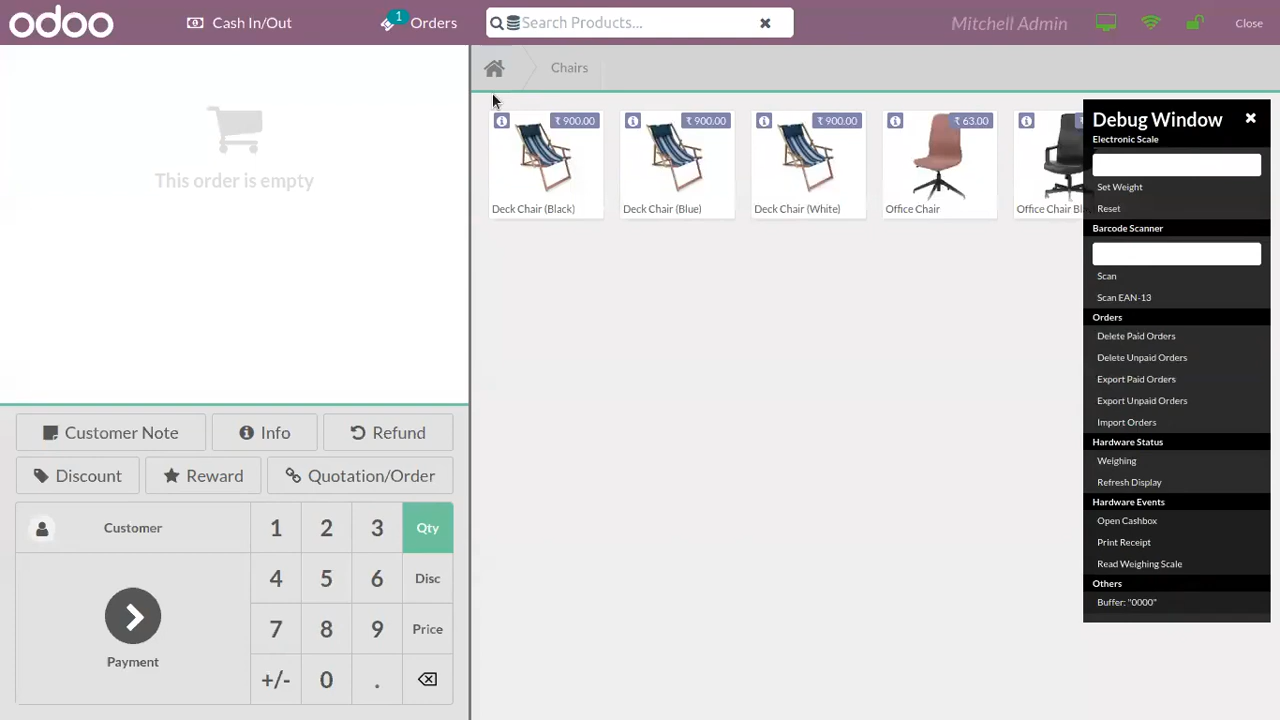 odoo
Cash In/Out
1
Orders
Search Products...
Mitchell Admin
Close
Chairs
This order is empty
₹ 900.00
Deck Chair (Black)
₹ 900.00
Deck Chair (Blue)
₹ 900.00
Deck Chair (White)
₹ 63.00
Office Chair
Office Chair
Debug Window
Electronic Scale
Set Weight
Reset
Barcode Scanner
Scan
Scan EAN-13
Orders
Delete Paid Orders
Delete Unpaid Orders
Export Paid Orders
Export Unpaid Orders
Import Orders
Hardware Status
Weighing
Refresh Display
Hardware Events
Open Cashbox
Print Receipt
Read Weighing Scale
Others
Buffer: "0000"
Customer Note
Info
Refund
Discount
Reward
Quotation/Order
Customer
1 2 3 Qty
4 5 6 Disc
7 8 9 Price
+/- 0 .
Payment